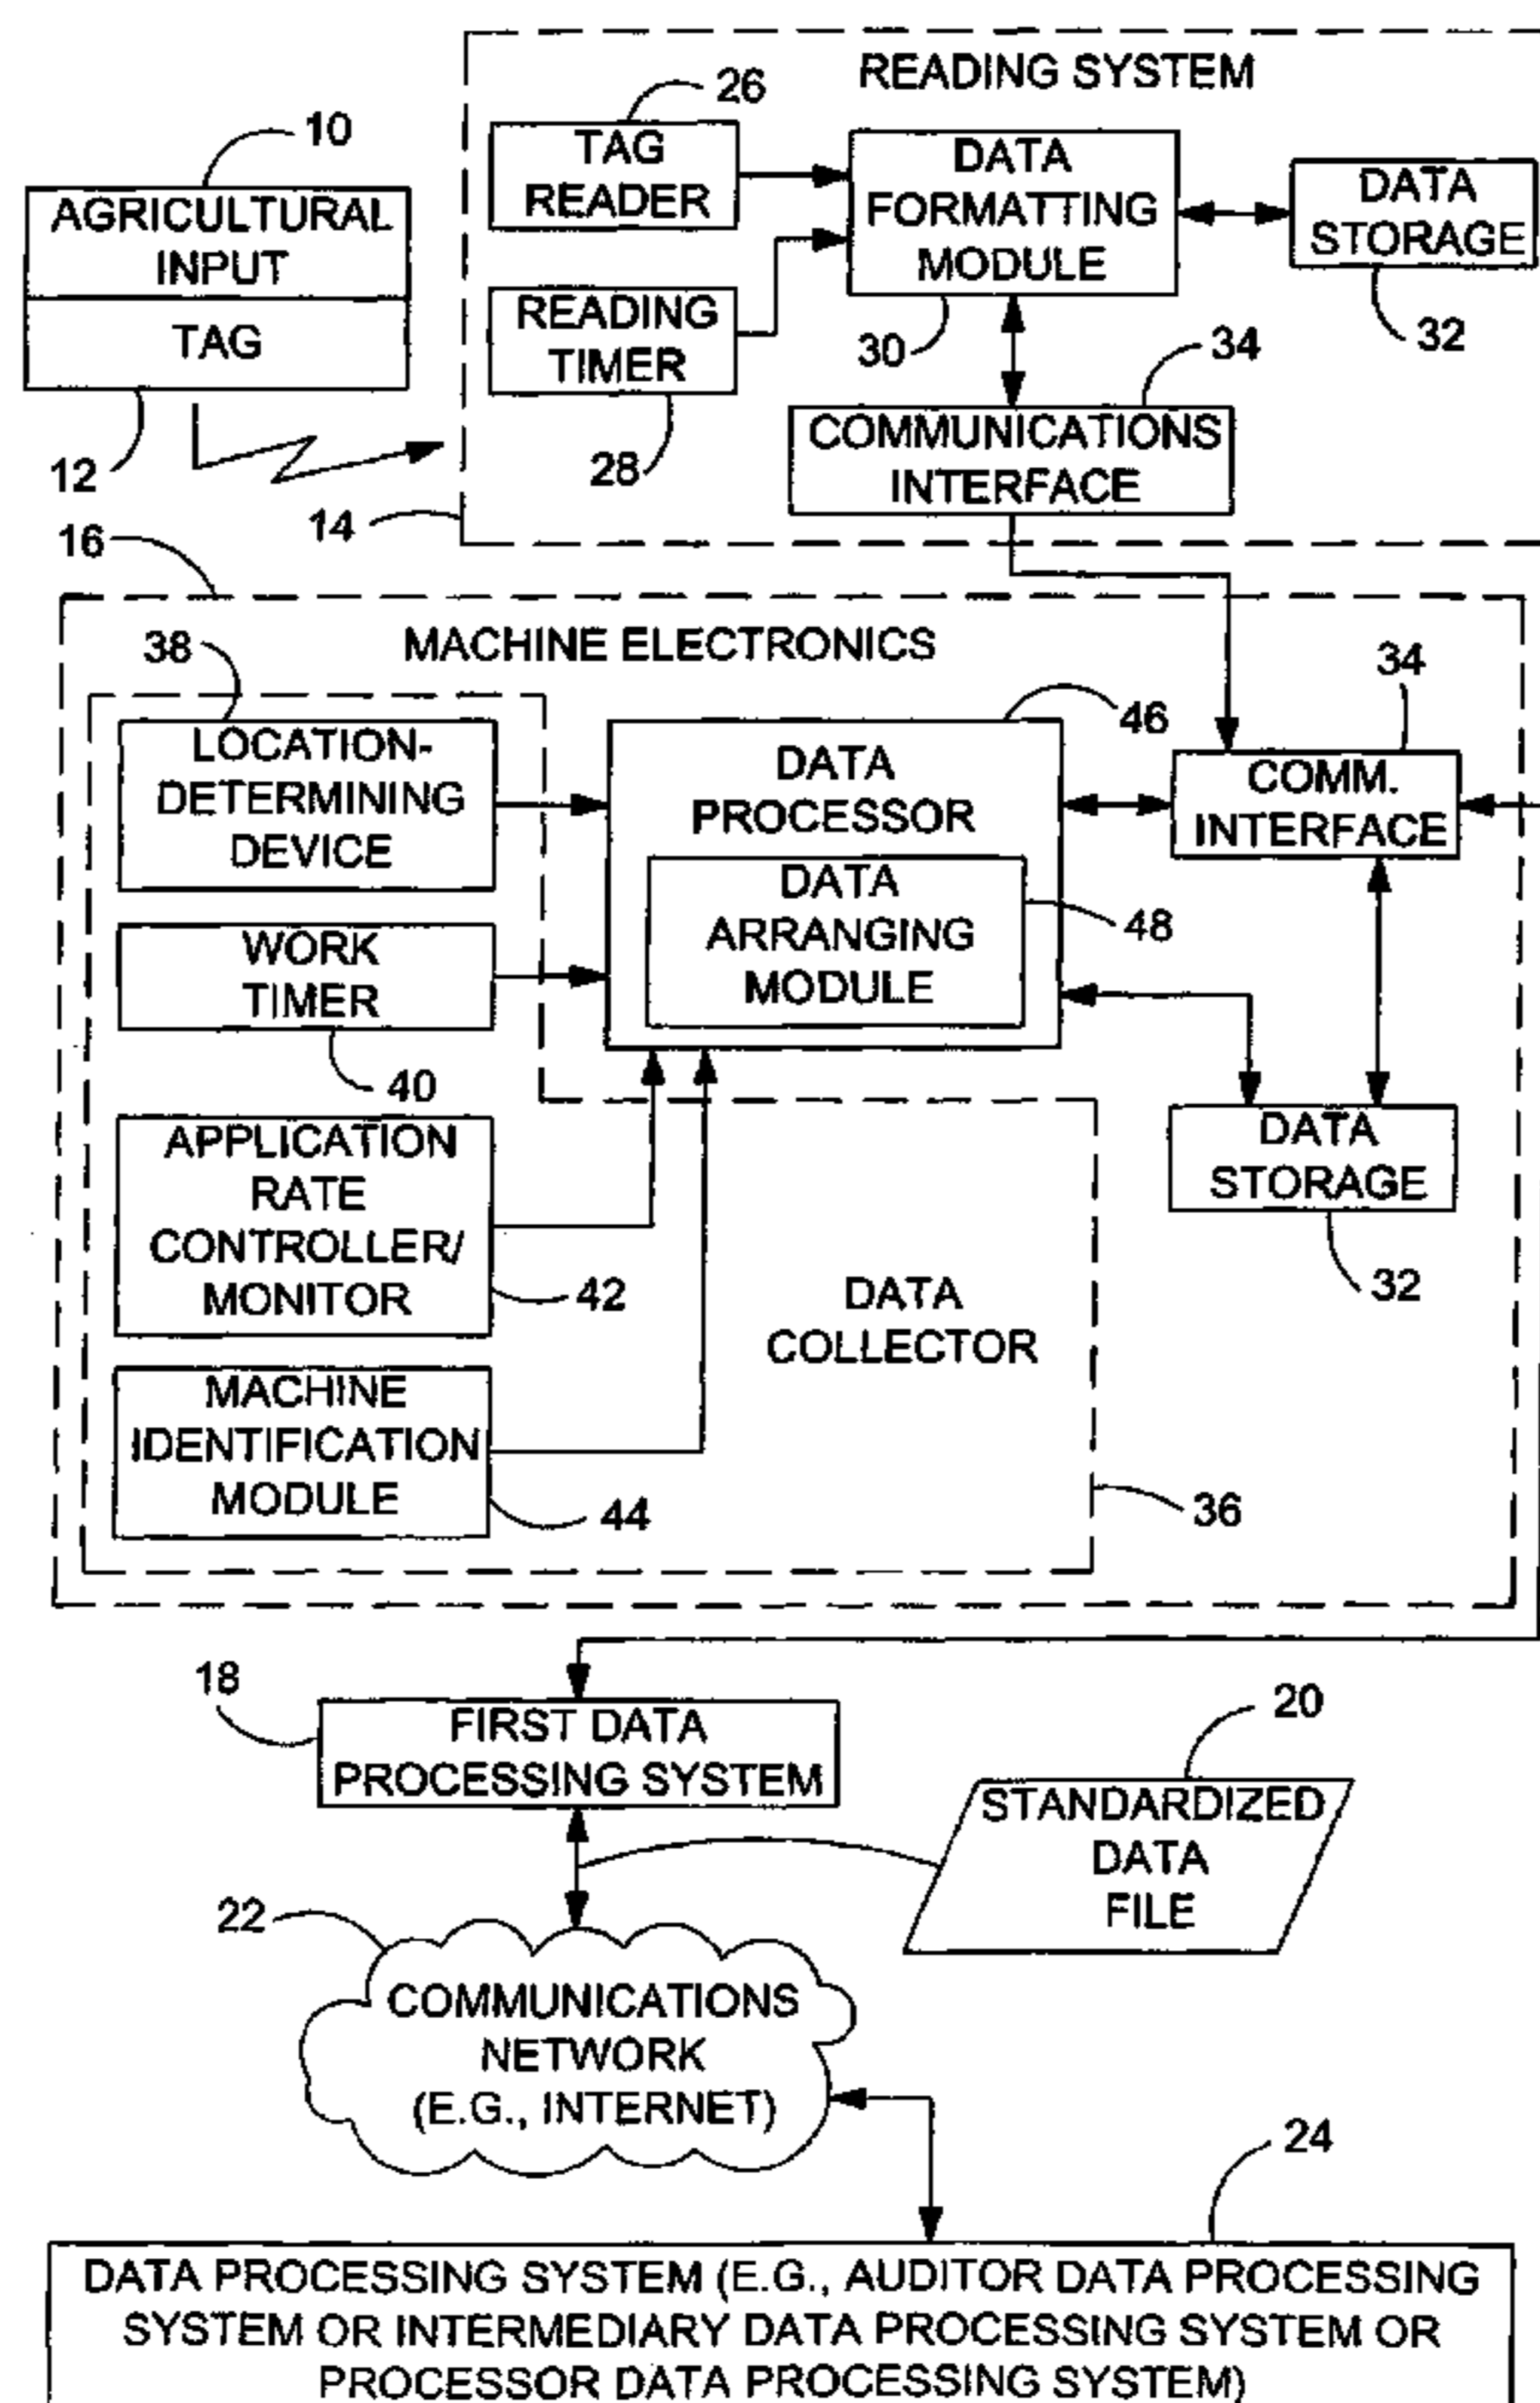 READING SYSTEM
26
TAG
READER
DATA
FORMATTING
MODULE
DATA
STORAGE
10
AGRICULTURAL
INPUT
TAG
READING
TIMER
30
34
32
COMMUNICATIONS
INTERFACE
12
28
14
16
MACHINE ELECTRONICS
38
34
46
LOCATION-
DETERMINING
DEVICE
DATA
PROCESSOR
COMM.
INTERFACE
DATA
ARRANGING
MODULE
48
WORK
TIMER
40
APPLICATION
RATE
CONTROLLER/
MONITOR
42
DATA
STORAGE
32
DATA
COLLECTOR
MACHINE
IDENTIFICATION
MODULE
44
36
18
FIRST DATA
PROCESSING SYSTEM
20
STANDARDIZED
DATA
FILE
22
COMMUNICATIONS
NETWORK
(E.G., INTERNET)
24
DATA PROCESSING SYSTEM (E.G., AUDITOR DATA PROCESSING
SYSTEM OR INTERMEDIARY DATA PROCESSING SYSTEM OR
PROCESSOR DATA PROCESSING SYSTEM)